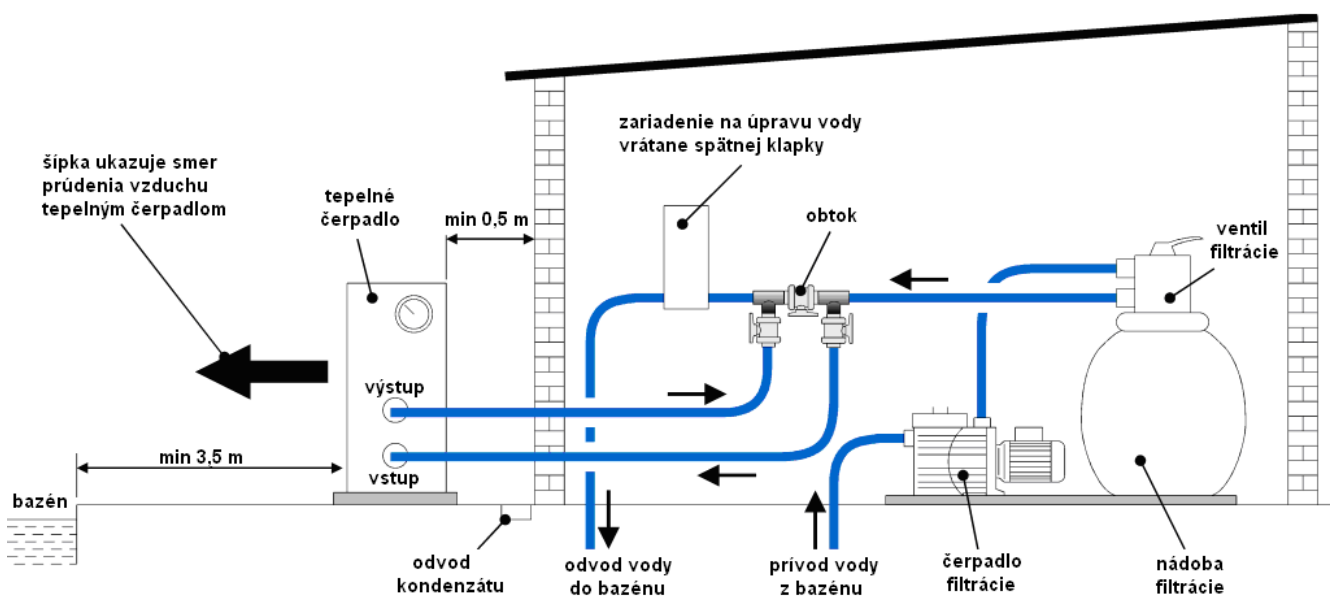 zariadenie na úpravu vody
vrátane spätnej klapky
šípka ukazuje smer
prúdenia vzduchu
tepelným čerpadlom
tepelné
čerpadlo
min 0,5 m
obtok
ventil
filtrácie
výstup
min 3,5 m
vstup
bazén
odvod
kondenzátu
odvod vody
do bazénu
prívod vody
z bazénu
čerpadlo
filtrácie
nádoba
filtrácie